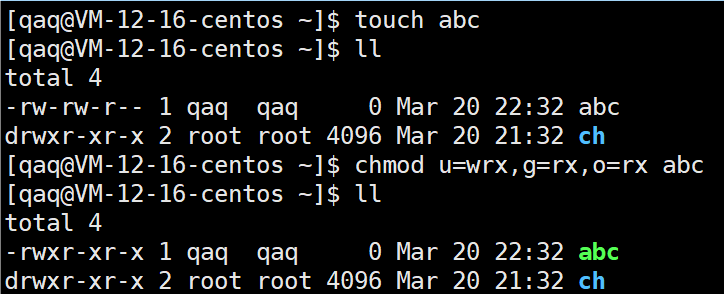 [qaq@VM-12-16-centos ~]$ touch abc
[qaq@VM-12-16-centos ~]$ ll
total 4
-rw-rw-r-- 1 qaq  qaq     0 Mar 20 22:32 abc
drwxr-xr-x 2 root root 4096 Mar 20 21:32 ch
[qaq@VM-12-16-centos ~]$ chmod u=wrx,g=rx,o=rx abc
[qaq@VM-12-16-centos ~]$ ll
total 4
-rwxr-xr-x 1 qaq  qaq     0 Mar 20 22:32 abc
drwxr-xr-x 2 root root 4096 Mar 20 21:32 ch